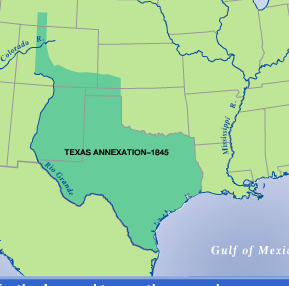 Colorado R.
TEXAS ANNEXATION–1845
Mississippi R.
Rio Grande
Gulf of Mexic